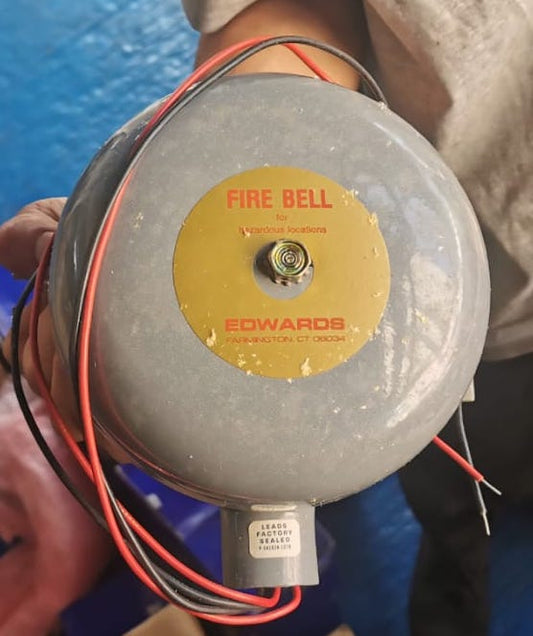 FIRE BELL
for
hazardous locations
EDWARDS
FARMINGTON, CT 06034
LEADS
FACTORY
SEALED